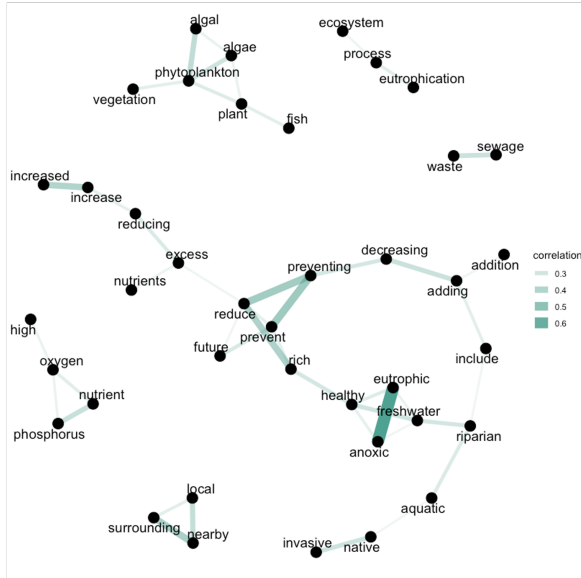 algal
ecosystem
algae
process
phytoplankton
eutrophication
vegetation
plant
fish
sewage
waste
increased
increase
reducing
excess
decreasing
preventing
addition
correlation
nutrients
adding
0.3
0.4
reduce
0.5
high
prevent
0.6
future
include
oxygen
rich
eutrophic
nutrient
healthy
freshwater
phosphorus
riparian
anoxic
local
aquatic
surrounding
nearby
invasive
native